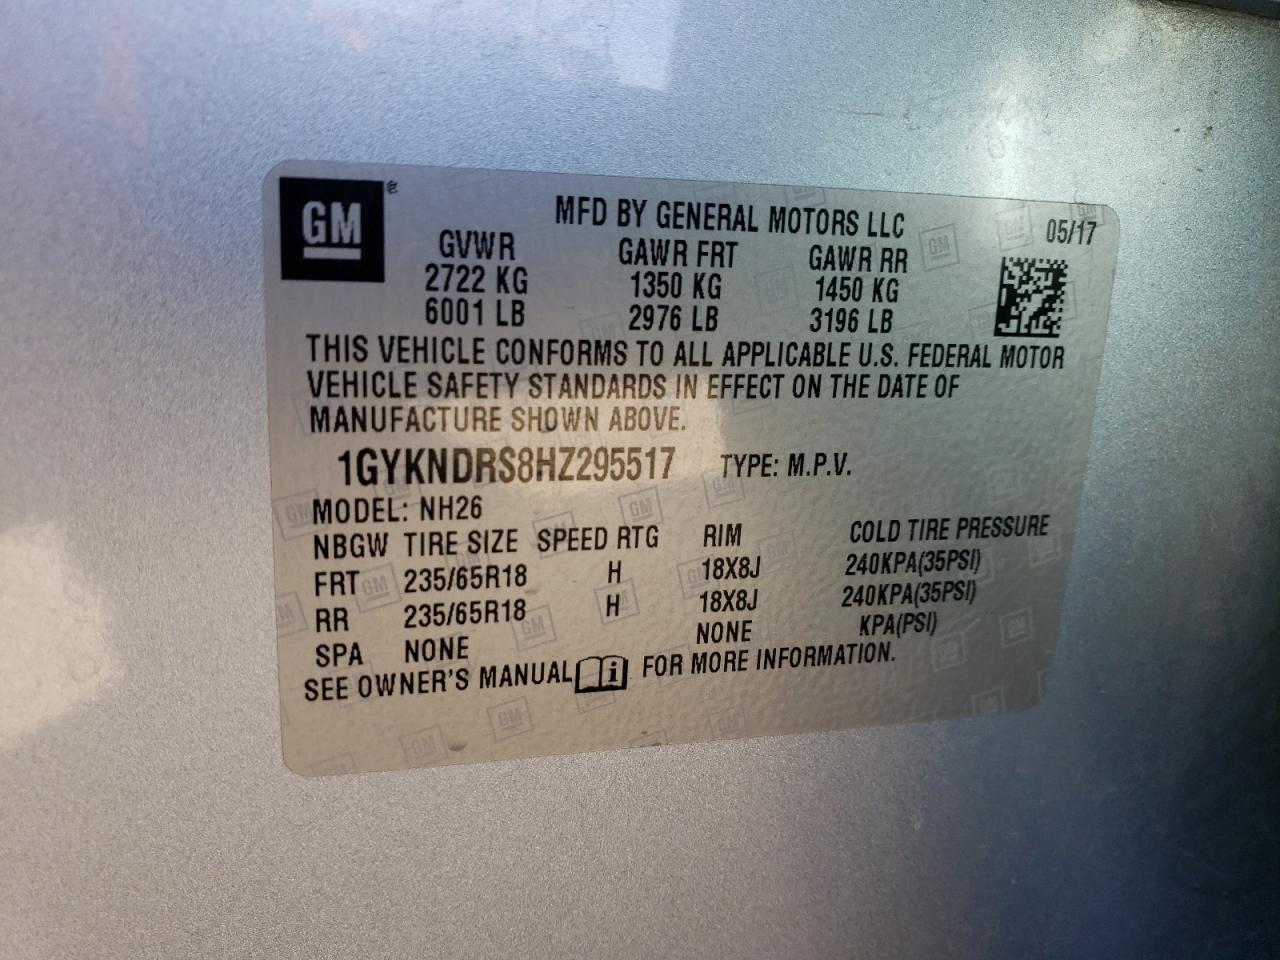 GM®
MFD BY GENERAL MOTORS LLC 05/17
GVWR GAWR FRT GAWR RR
2722 KG 1350 KG 1450 KG
6001 LB 2976 LB 3196 LB
THIS VEHICLE CONFORMS TO ALL APPLICABLE U.S. FEDERAL MOTOR
VEHICLE SAFETY STANDARDS IN EFFECT ON THE DATE OF
MANUFACTURE SHOWN ABOVE.
1GYKNDRS8HZ295517 TYPE: M.P.V.
MODEL: NH26
NBGW TIRE SIZE SPEED RTG RIM COLD TIRE PRESSURE
FRT 235/65R18 H 18X8J 240KPA(35PSI)
RR 235/65R18 H 18X8J 240KPA(35PSI)
SPA NONE NONE KPA(PSI)
SEE OWNER'S MANUAL i FOR MORE INFORMATION.